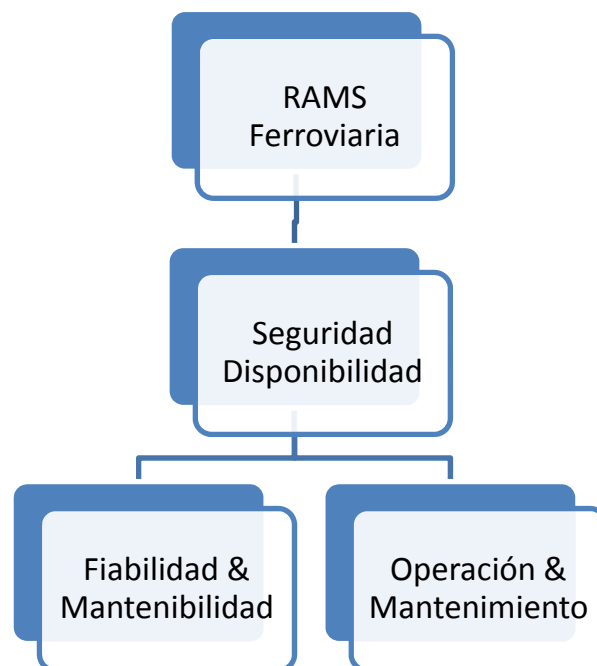 RAMS
Ferroviaria
Seguridad
Disponibilidad
Fiabilidad &
Mantenibilidad
Operación &
Mantenimiento